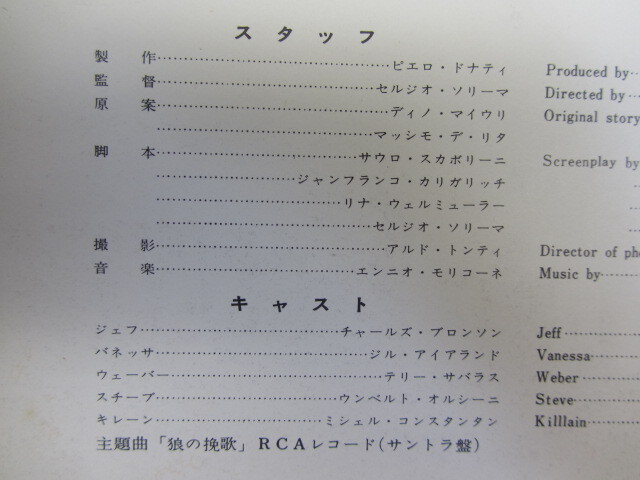 スタッフ
製作‥‥‥‥‥‥‥‥‥‥ピエロ・ドナティ Produced by‥
監督‥‥‥‥‥‥‥‥‥‥セルジオ・ソリーマ Directed by‥
原案‥‥‥‥‥‥‥‥‥‥ディノ・マイウリ Original story
‥‥‥‥‥‥‥‥‥‥マッシモ・デ・リタ
脚本‥‥‥‥‥‥‥‥‥‥サウロ・スカボリーニ Screenplay by
‥‥‥‥‥‥ジャンフランコ・カリガリッチ
‥‥‥‥‥‥‥‥リナ・ウェルミューラー
‥‥‥‥‥‥‥‥‥‥セルジオ・ソリーマ
撮影‥‥‥‥‥‥‥‥‥‥アルド・トンティ Director of pho
音楽‥‥‥‥‥‥‥‥‥‥エンニオ・モリコーネ Music by‥
キャスト
ジェフ‥‥‥‥‥‥‥‥チャールズ・ブロンソン Jeff‥‥
バネッサ‥‥‥‥‥‥‥‥ジル・アイアランド Vanessa‥‥
ウェーバー‥‥‥‥‥‥‥‥テリー・サバラス Weber‥‥
スチーブ‥‥‥‥‥‥‥‥ウンベルト・オルシーニ Steve‥‥
キレーン‥‥‥‥‥‥‥‥ミシェル・コンスタンタン Killlain‥‥
主題曲「狼の挽歌」RCAレコード(サントラ盤)